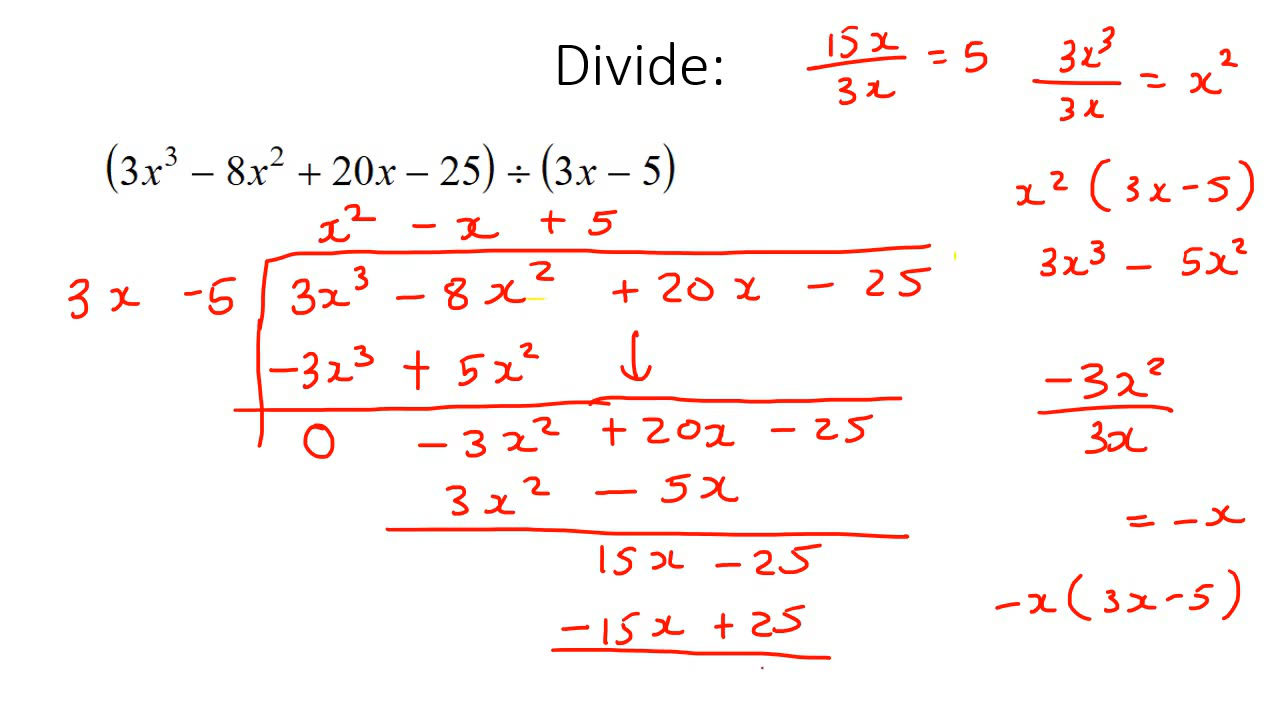 Divide:
15x/3x = 5
3x³/3x = x²
(3x³ − 8x² + 20x − 25) ÷ (3x − 5)
x² (3x − 5)
x² − x + 5
3x³ − 5x²
3x − 5 3x³ − 8x² + 20x − 25
−3x³ + 5x² ↓
−3x²/3x
0 − 3x² + 20x − 25
3x² − 5x
= −x
15x − 25
−x (3x − 5)
−15x + 25